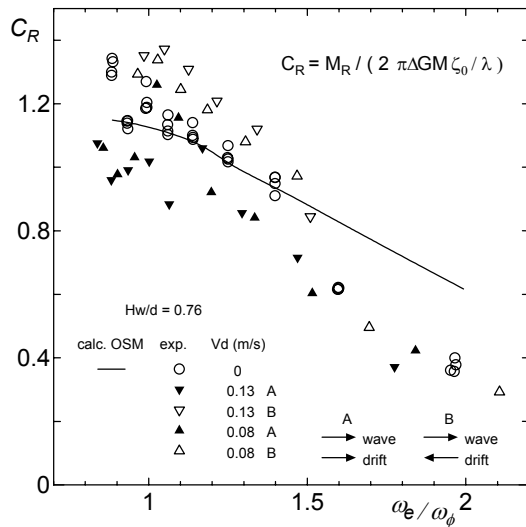 C_R
C_R = M_R / ( 2 πΔGM ζ_0 / λ )
1.6
1.2
0.8
0.4
0
Hw/d = 0.76
calc. OSM exp. Vd (m/s)
0
0.13 A
0.13 B
0.08 A
0.08 B
A B
wave wave
drift drift
1 1.5 2
ω_e / ω_ϕ